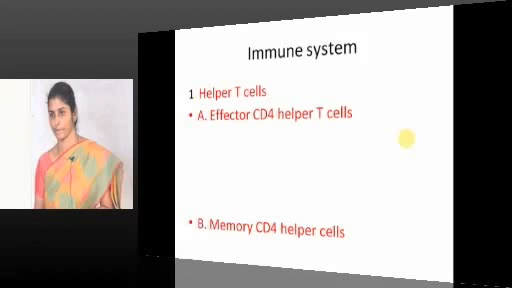 Immune system
1 Helper T cells
• A. Effector CD4 helper T cells
• B. Memory CD4 helper cells